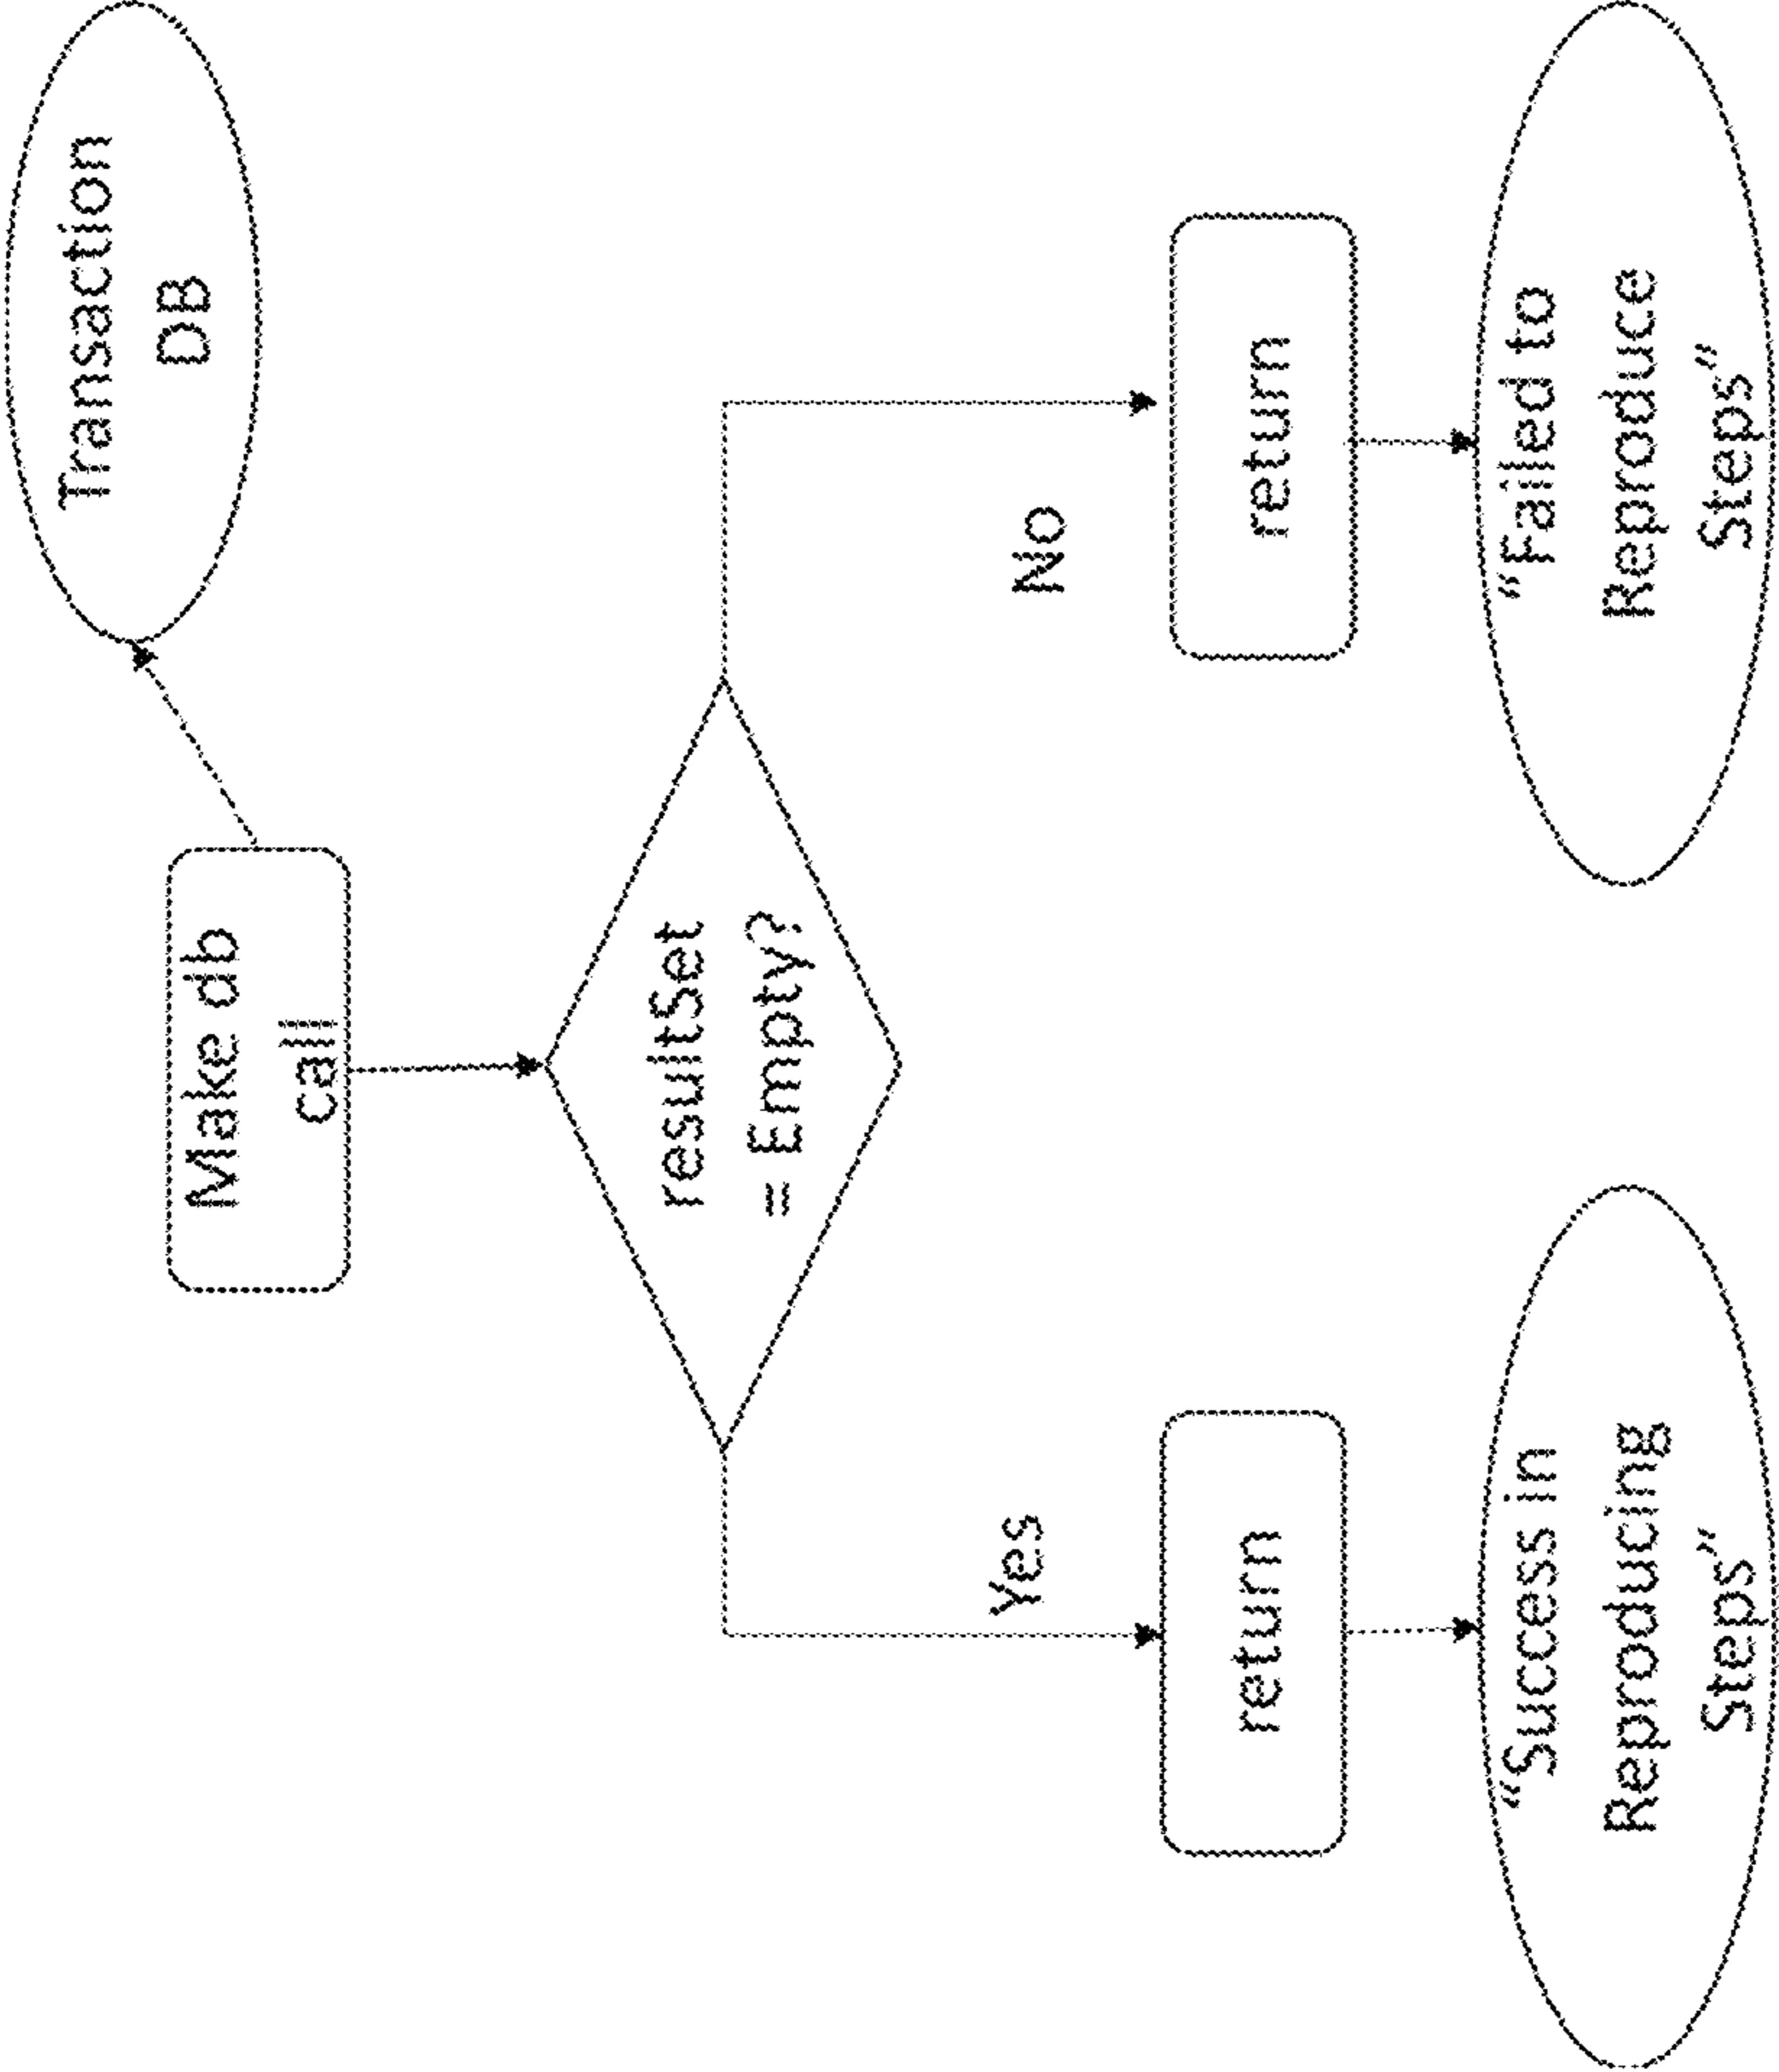 Transaction
DB
Make db
call
resultSet
= Empty?
Yes
No
return
return
"Success in
Reproducing
Steps"
"Failed to
Reproduce
Steps"